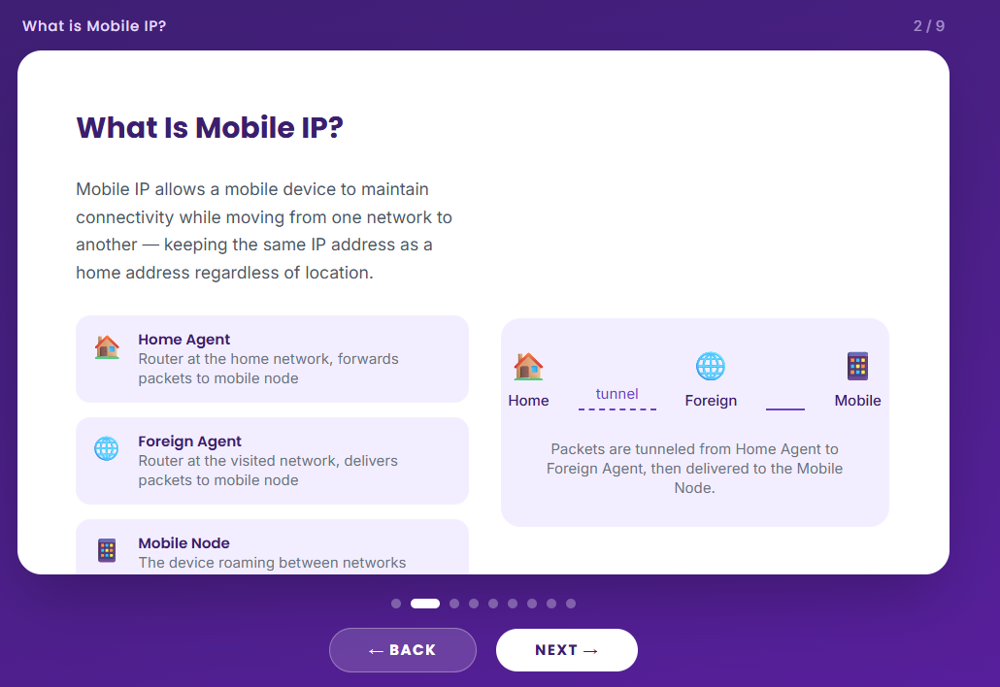 What is Mobile IP?
2 / 9
What Is Mobile IP?
Mobile IP allows a mobile device to maintain
connectivity while moving from one network to
another — keeping the same IP address as a
home address regardless of location.
Home Agent
Router at the home network, forwards
packets to mobile node
Foreign Agent
Router at the visited network, delivers
packets to mobile node
Mobile Node
The device roaming between networks
Home
tunnel
Foreign
Mobile
Packets are tunneled from Home Agent to
Foreign Agent, then delivered to the Mobile
Node.
← BACK
NEXT →